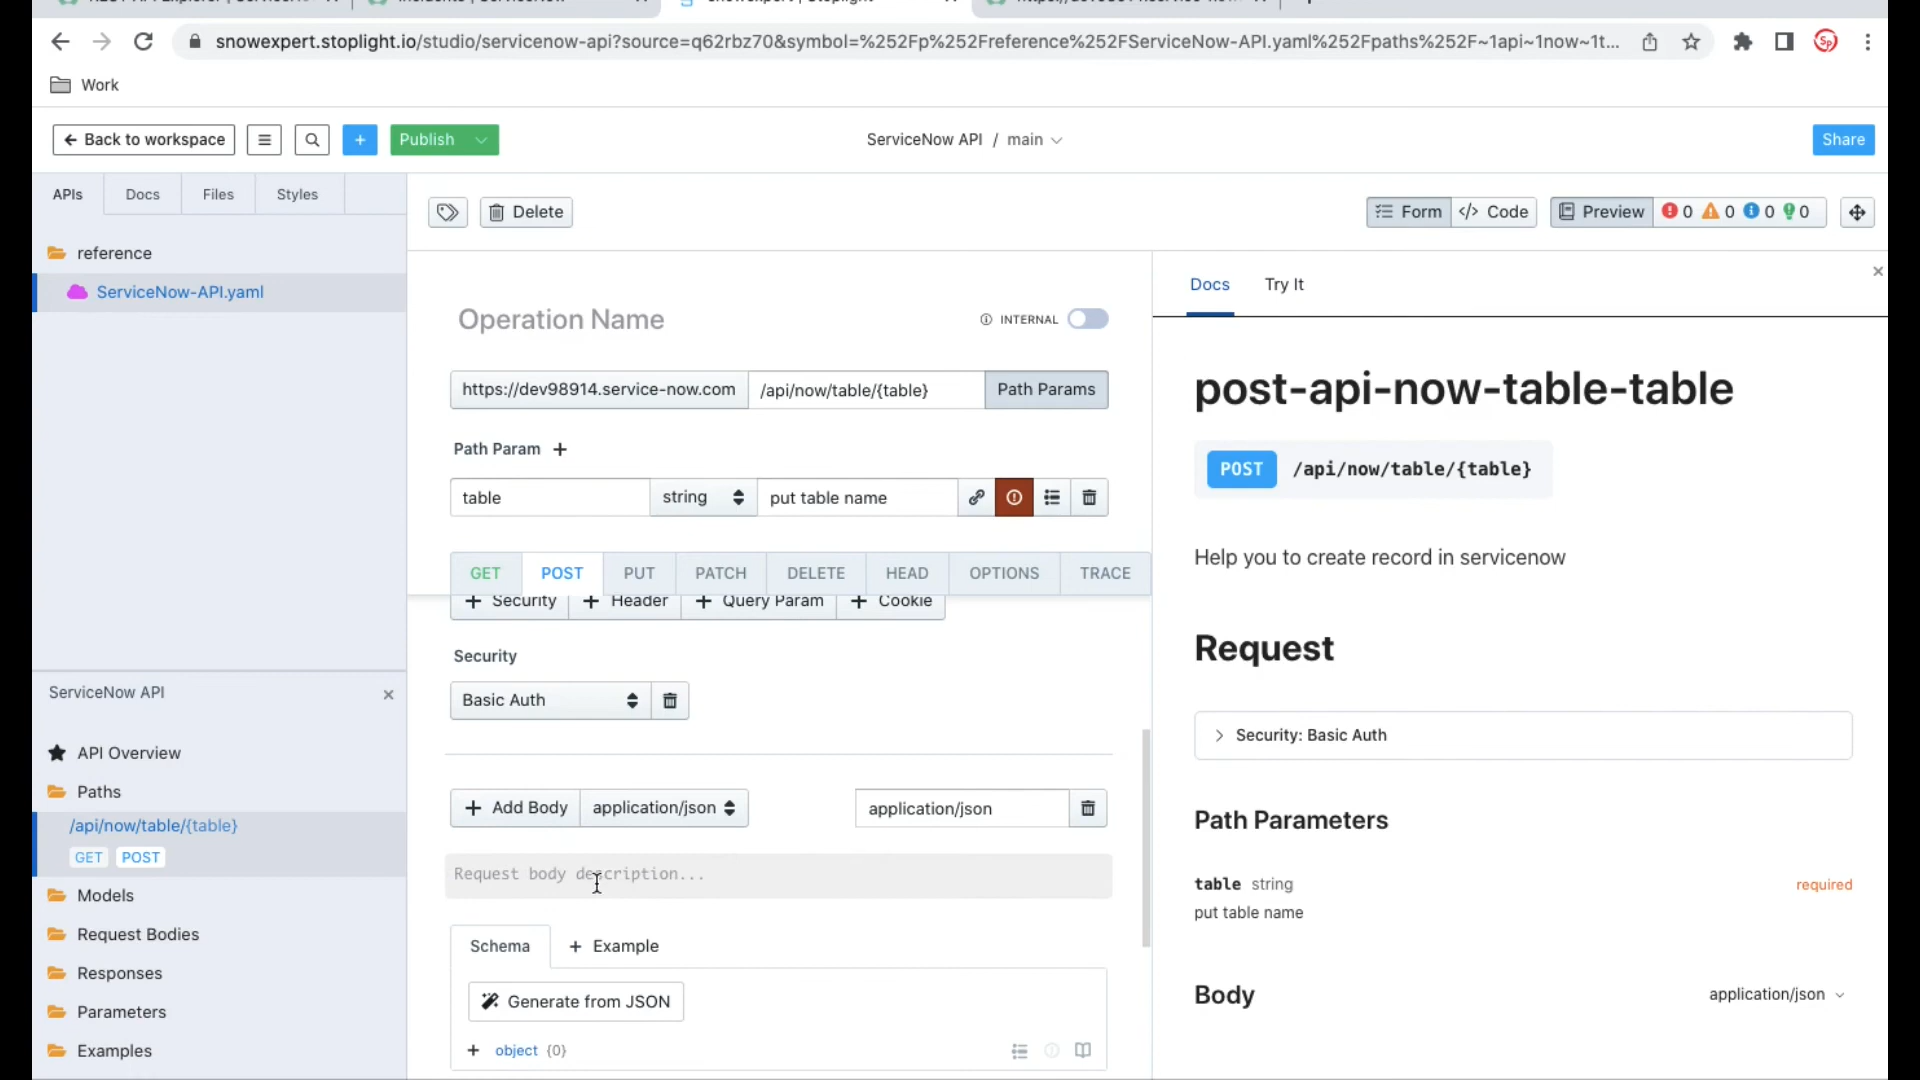 snowexpert.stoplight.io/studio/servicenow-api?source=q62rbz70&symbol=%252Fp%252Freference%252FServiceNow-API.yaml%252Fpaths%252F~1api~1now~1t...
Work
Back to workspace
Publish
ServiceNow API / main
Share
APIs Docs Files Styles
Delete
Form </> Code
Preview 0 0 0 0
reference
ServiceNow-API.yaml
Operation Name
INTERNAL
https://dev98914.service-now.com /api/now/table/{table} Path Params
Path Param +
table string put table name
GET POST PUT PATCH DELETE HEAD OPTIONS TRACE
+ Security + Header + Query Param + Cookie
Security
Basic Auth
+ Add Body application/json application/json
Request body description...
Schema + Example
Generate from JSON
+ object {0}
Docs Try It
post-api-now-table-table
POST /api/now/table/{table}
Help you to create record in servicenow
Request
Security: Basic Auth
Path Parameters
table string required
put table name
Body application/json
ServiceNow API
API Overview
Paths
/api/now/table/{table}
GET POST
Models
Request Bodies
Responses
Parameters
Examples